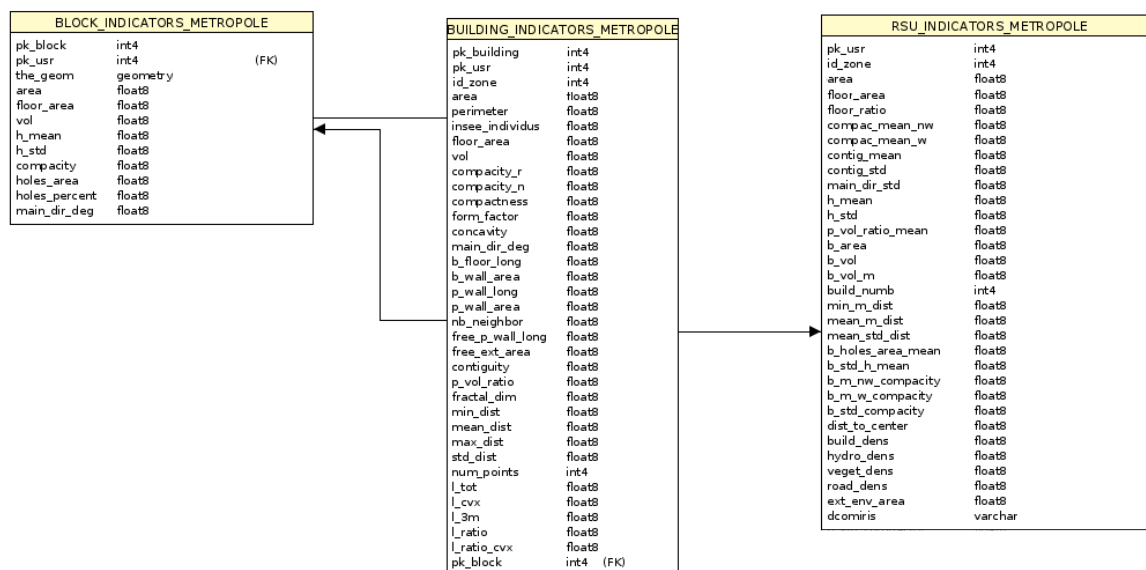 BLOCK_INDICATORS_METROPOLE
pk_block int4
pk_usr int4 (FK)
the_geom geometry
area float8
floor_area float8
vol float8
h_mean float8
h_std float8
compacity float8
holes_area float8
holes_percent float8
main_dir_deg float8
BUILDING_INDICATORS_METROPOLE
pk_building int4
pk_usr int4
id_zone int4
area float8
perimeter float8
insee_individus float8
floor_area float8
vol float8
compacity_r float8
compacity_n float8
compactness float8
form_factor float8
concavity float8
main_dir_deg float8
b_floor_long float8
b_wall_area float8
p_wall_long float8
p_wall_area float8
nb_neighbor float8
free_p_wall_long float8
free_ext_area float8
contiguity float8
p_vol_ratio float8
fractal_dim float8
min_dist float8
mean_dist float8
max_dist float8
std_dist float8
num_points int4
l_tot float8
l_cvx float8
l_3m float8
l_ratio float8
l_ratio_cvx float8
pk_block int4 (FK)
RSU_INDICATORS_METROPOLE
pk_usr int4
id_zone int4
area float8
floor_area float8
floor_ratio float8
compac_mean_nw float8
compac_mean_w float8
contig_mean float8
contig_std float8
main_dir_std float8
h_mean float8
h_std float8
p_vol_ratio_mean float8
b_area float8
b_vol float8
b_vol_m float8
build_numb int4
min_m_dist float8
mean_m_dist float8
mean_std_dist float8
b_holes_area_mean float8
b_std_h_mean float8
b_m_nw_compacity float8
b_m_w_compacity float8
b_std_compacity float8
dist_to_center float8
build_dens float8
hydro_dens float8
veget_dens float8
road_dens float8
ext_env_area float8
dcomiris varchar